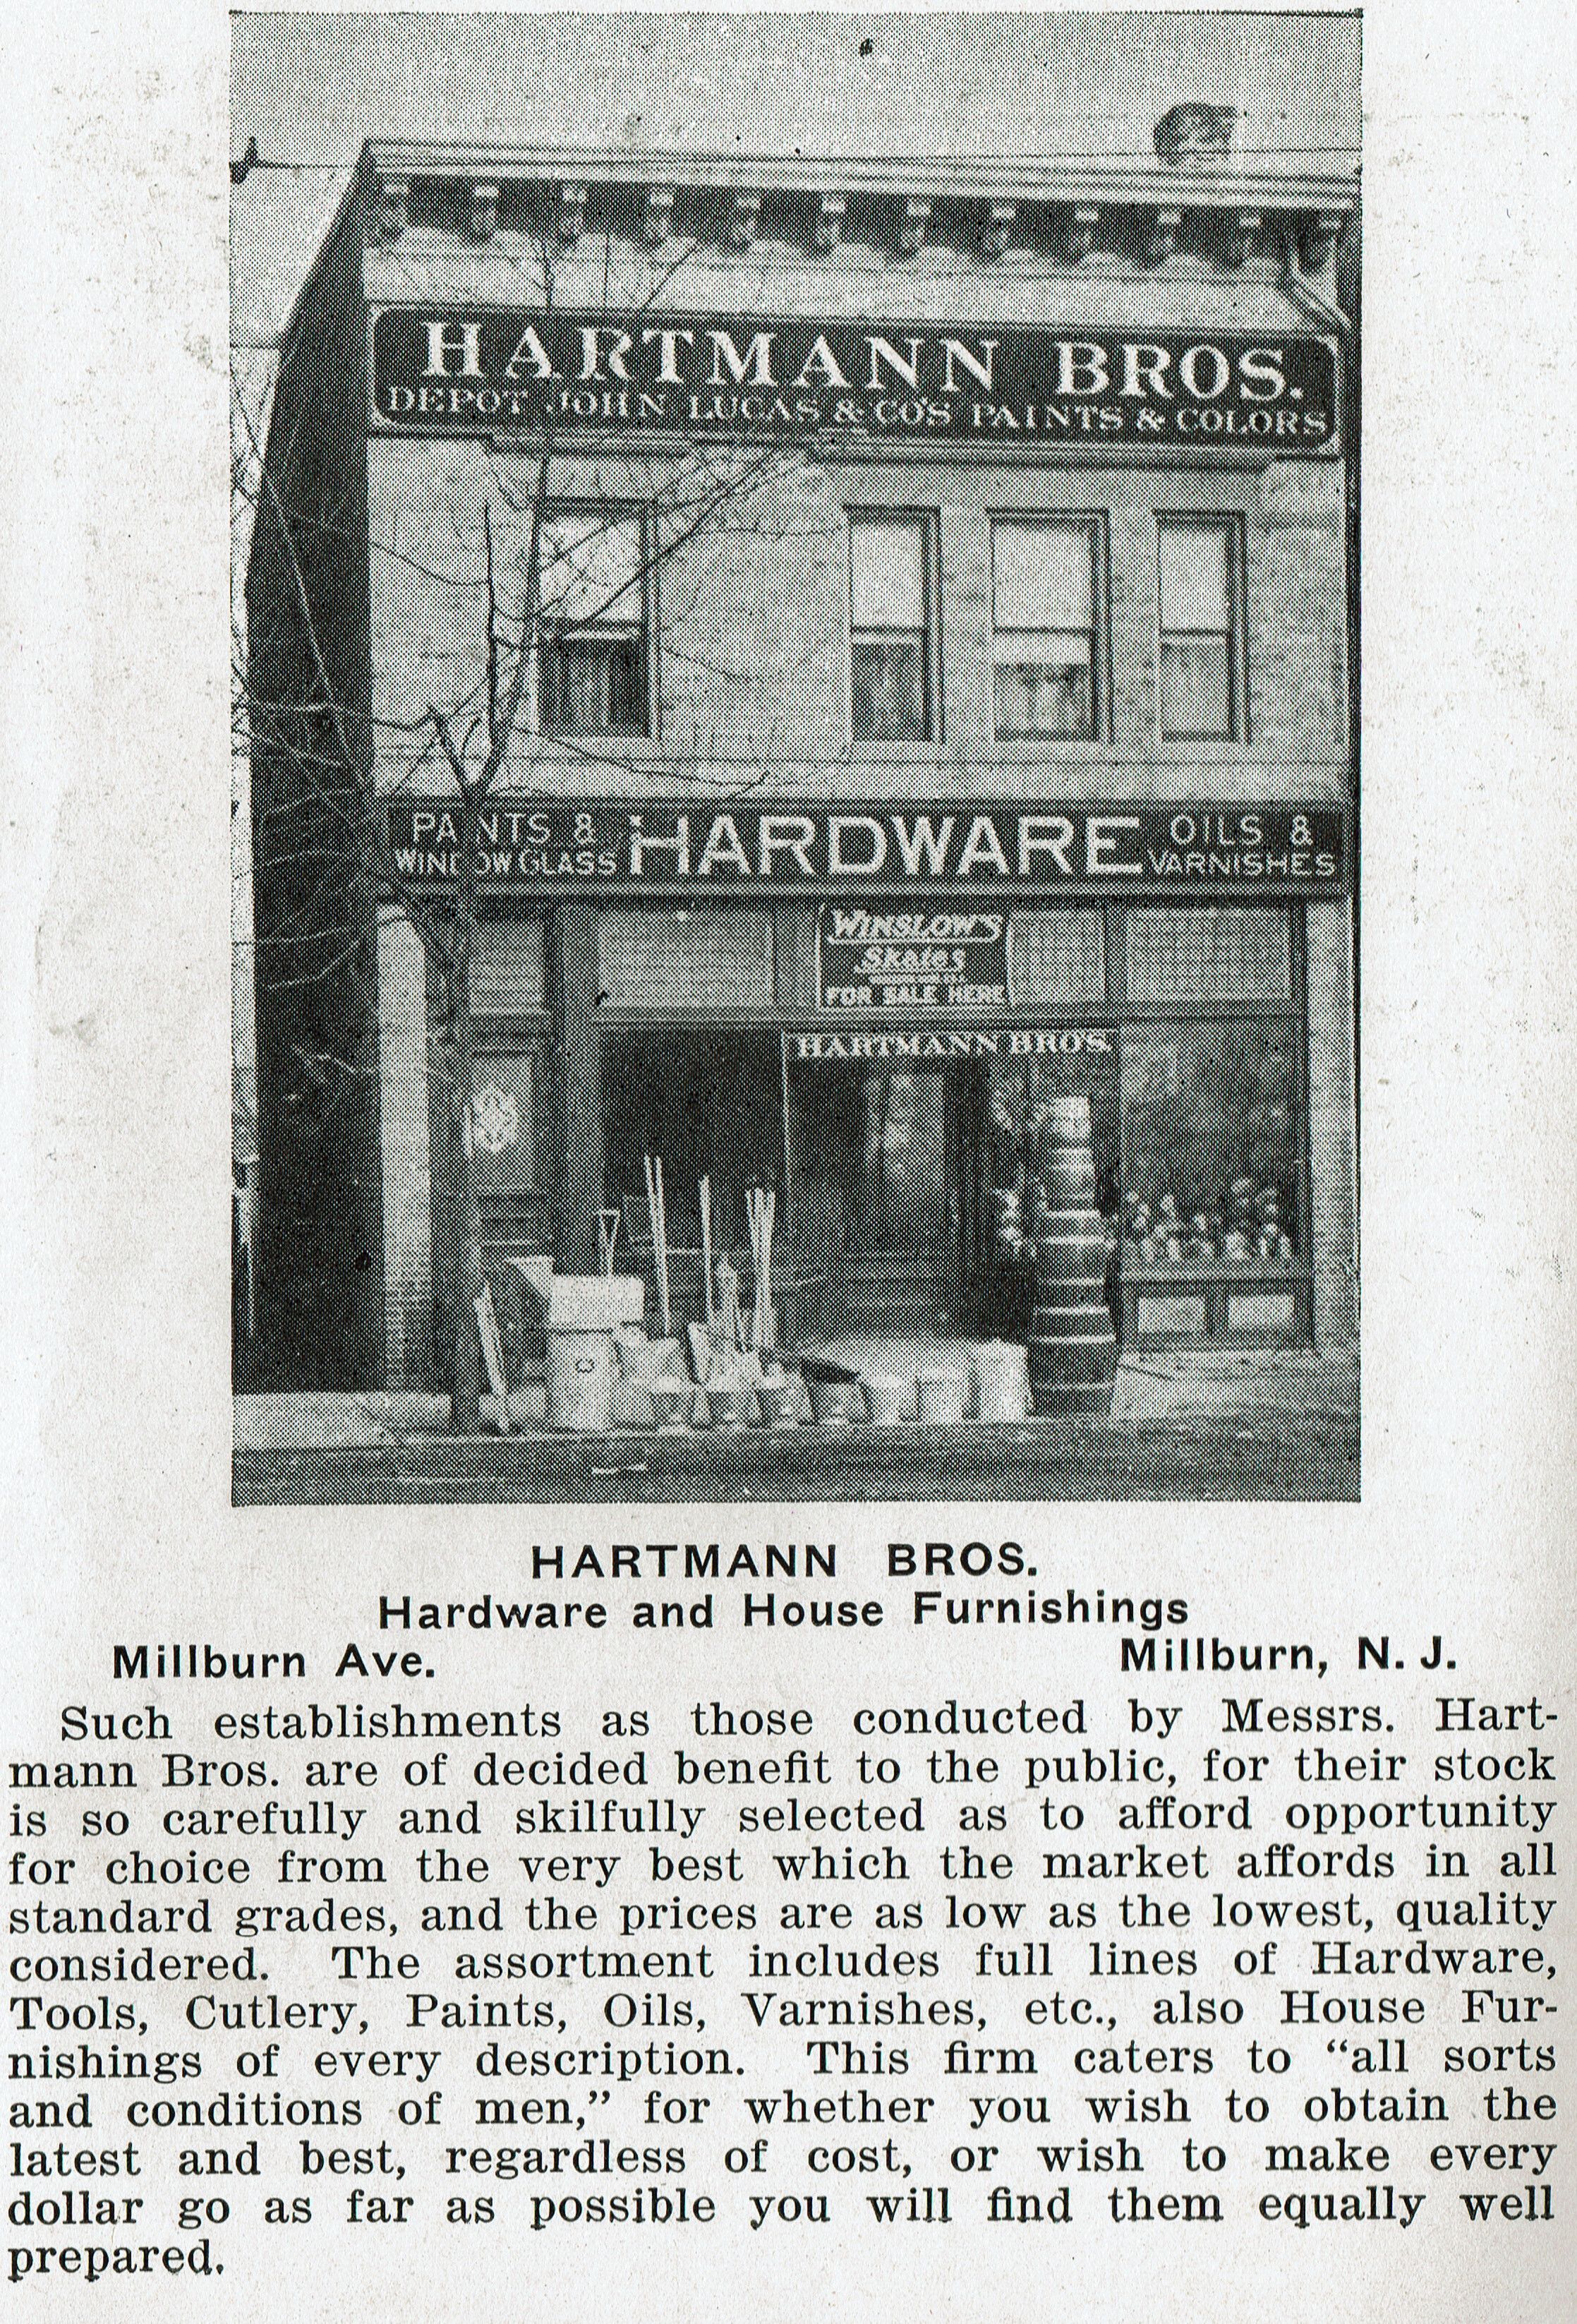 HARTMANN BROS.
DEPOT JOHN LUCAS & CO'S PAINTS & COLORS
PAINTS &
WINDOW GLASS
HARDWARE
OILS &
VARNISHES
WINSLOW'S
Skates
FOR SALE HERE
HARTMANN BRO'S.
HARTMANN BROS.
Hardware and House Furnishings
Millburn Ave. Millburn, N. J.
Such establishments as those conducted by Messrs. Hart-
mann Bros. are of decided benefit to the public, for their stock
is so carefully and skilfully selected as to afford opportunity
for choice from the very best which the market affords in all
standard grades, and the prices are as low as the lowest, quality
considered. The assortment includes full lines of Hardware,
Tools, Cutlery, Paints, Oils, Varnishes, etc., also House Fur-
nishings of every description. This firm caters to “all sorts
and conditions of men,” for whether you wish to obtain the
latest and best, regardless of cost, or wish to make every
dollar go as far as possible you will find them equally well
prepared.